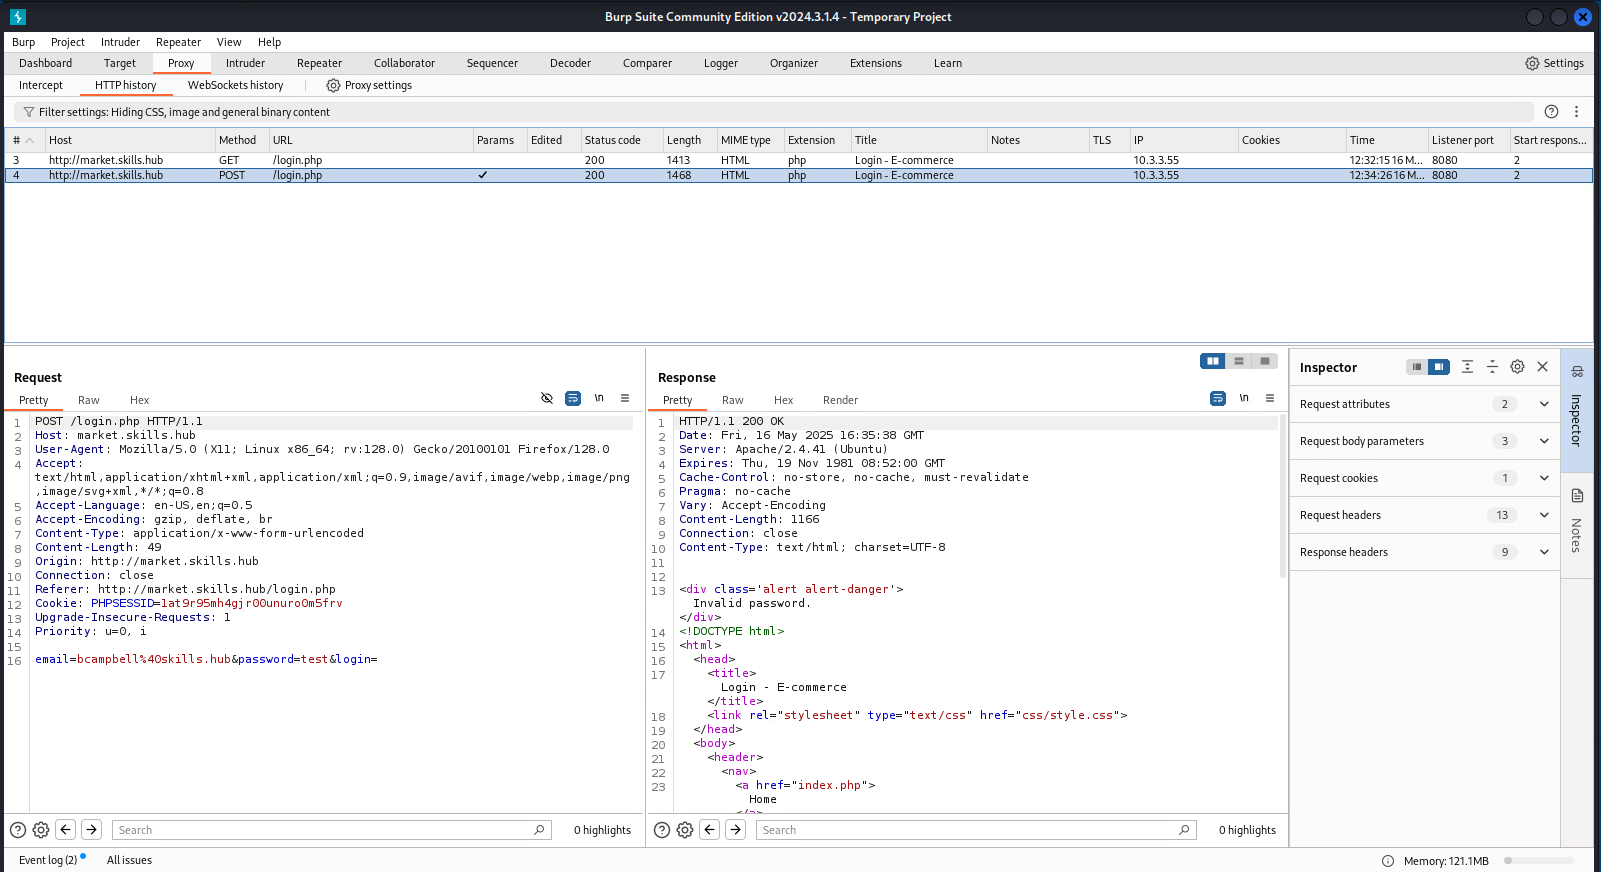 Burp Suite Community Edition v2024.3.1.4 - Temporary Project
Burp Project Intruder Repeater View Help
Dashboard Target Proxy Intruder Repeater Collaborator Sequencer Decoder Comparer Logger Organizer Extensions Learn Settings
Intercept HTTP history WebSockets history Proxy settings
Filter settings: Hiding CSS, image and general binary content
# Host Method URL Params Edited Status code Length MIME type Extension Title Notes TLS IP Cookies Time Listener port Start respons...
3 http://market.skills.hub GET /login.php 200 1413 HTML php Login - E-commerce 10.3.3.55 12:32:15 16 M... 8080 2
4 http://market.skills.hub POST /login.php ✓ 200 1468 HTML php Login - E-commerce 10.3.3.55 12:34:26 16 M... 8080 2
Request
Pretty Raw Hex
\n
1 POST /login.php HTTP/1.1
2 Host: market.skills.hub
3 User-Agent: Mozilla/5.0 (X11; Linux x86_64; rv:128.0) Gecko/20100101 Firefox/128.0
4 Accept:
text/html,application/xhtml+xml,application/xml;q=0.9,image/avif,image/webp,image/png
,image/svg+xml,*/*;q=0.8
5 Accept-Language: en-US,en;q=0.5
6 Accept-Encoding: gzip, deflate, br
7 Content-Type: application/x-www-form-urlencoded
8 Content-Length: 49
9 Origin: http://market.skills.hub
10 Connection: close
11 Referer: http://market.skills.hub/login.php
12 Cookie: PHPSESSID=1at9r95mh4gjr00unuro0m5frv
13 Upgrade-Insecure-Requests: 1
14 Priority: u=0, i
15
16 email=bcampbell%40skills.hub&password=test&login=
Search
0 highlights
Response
Pretty Raw Hex Render
\n
1 HTTP/1.1 200 OK
2 Date: Fri, 16 May 2025 16:35:38 GMT
3 Server: Apache/2.4.41 (Ubuntu)
4 Expires: Thu, 19 Nov 1981 08:52:00 GMT
5 Cache-Control: no-store, no-cache, must-revalidate
6 Pragma: no-cache
7 Vary: Accept-Encoding
8 Content-Length: 1166
9 Connection: close
10 Content-Type: text/html; charset=UTF-8
11
12
13 <div class='alert alert-danger'>
Invalid password.
</div>
14 <!DOCTYPE html>
15 <html>
16 <head>
17 <title>
Login - E-commerce
</title>
18 <link rel="stylesheet" type="text/css" href="css/style.css">
19 </head>
20 <body>
21 <header>
22 <nav>
23 <a href="index.php">
Home
</a>
Search
0 highlights
Inspector
Request attributes 2
Request body parameters 3
Request cookies 1
Request headers 13
Response headers 9
Inspector
Notes
Event log (2) All issues
Memory: 121.1MB